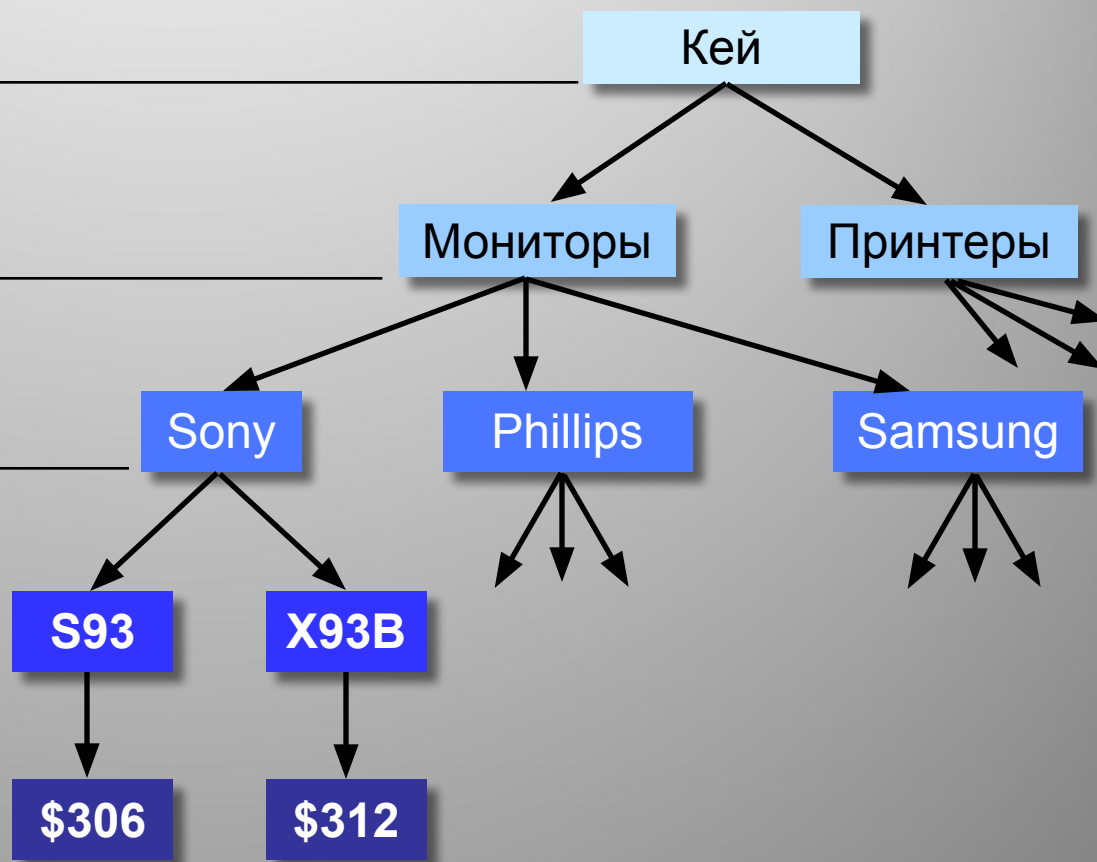 Кей
Мониторы
Принтеры
Sony
Phillips
Samsung
S93
X93B
$306
$312